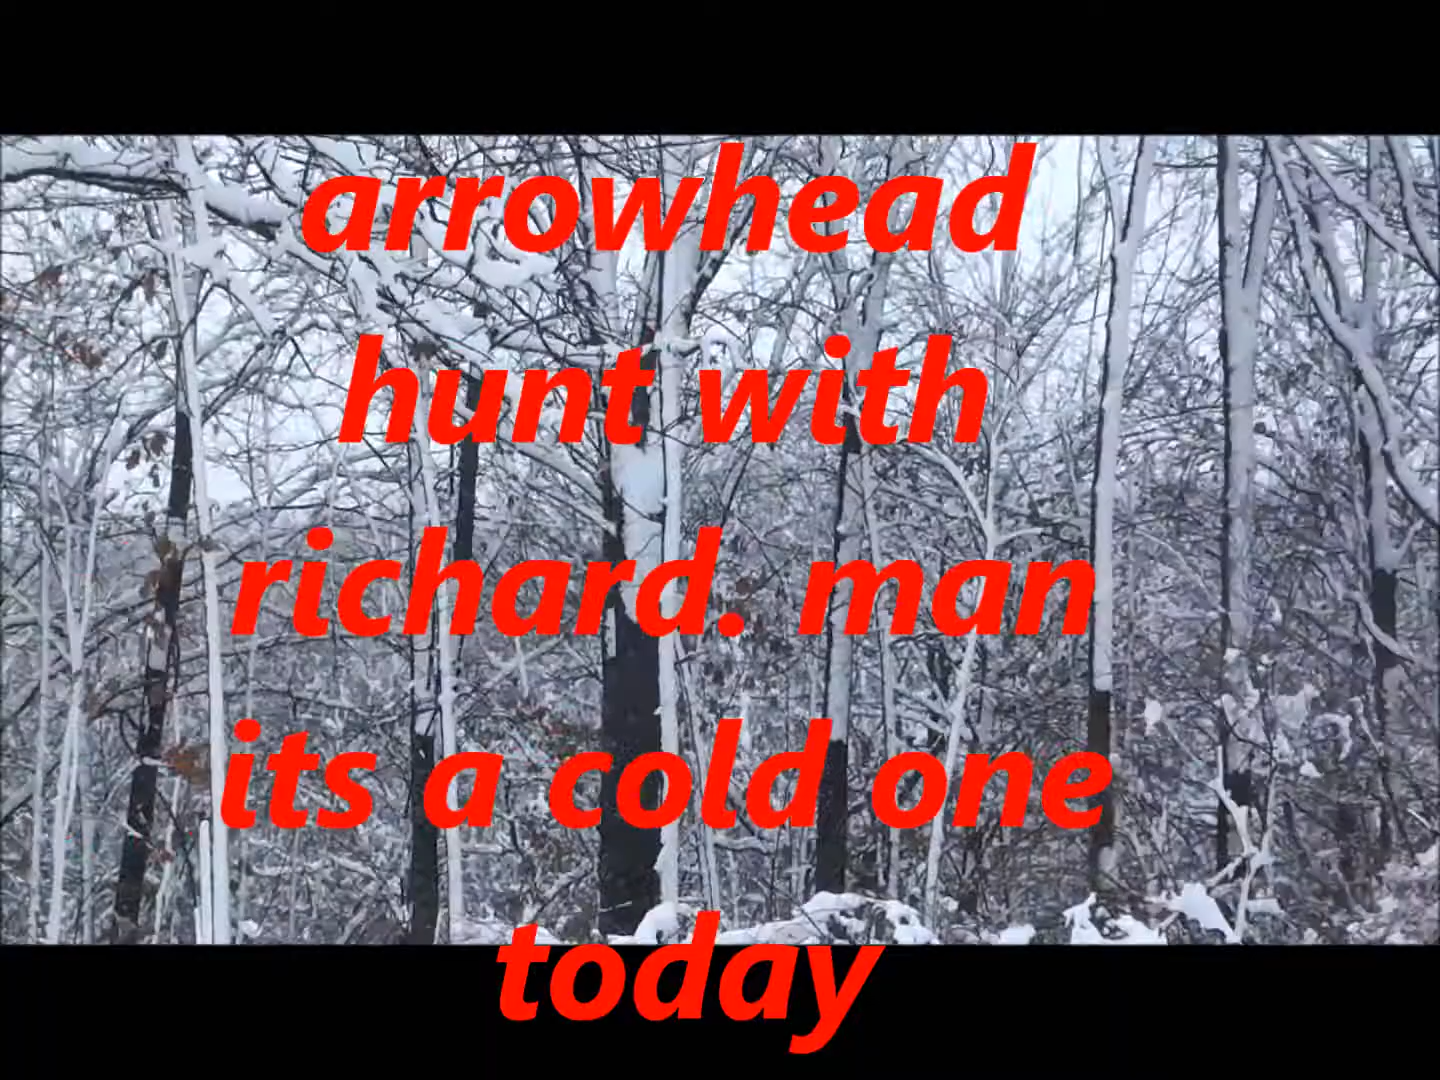 arrowhead
hunt with
richard. man
its a cold one
today